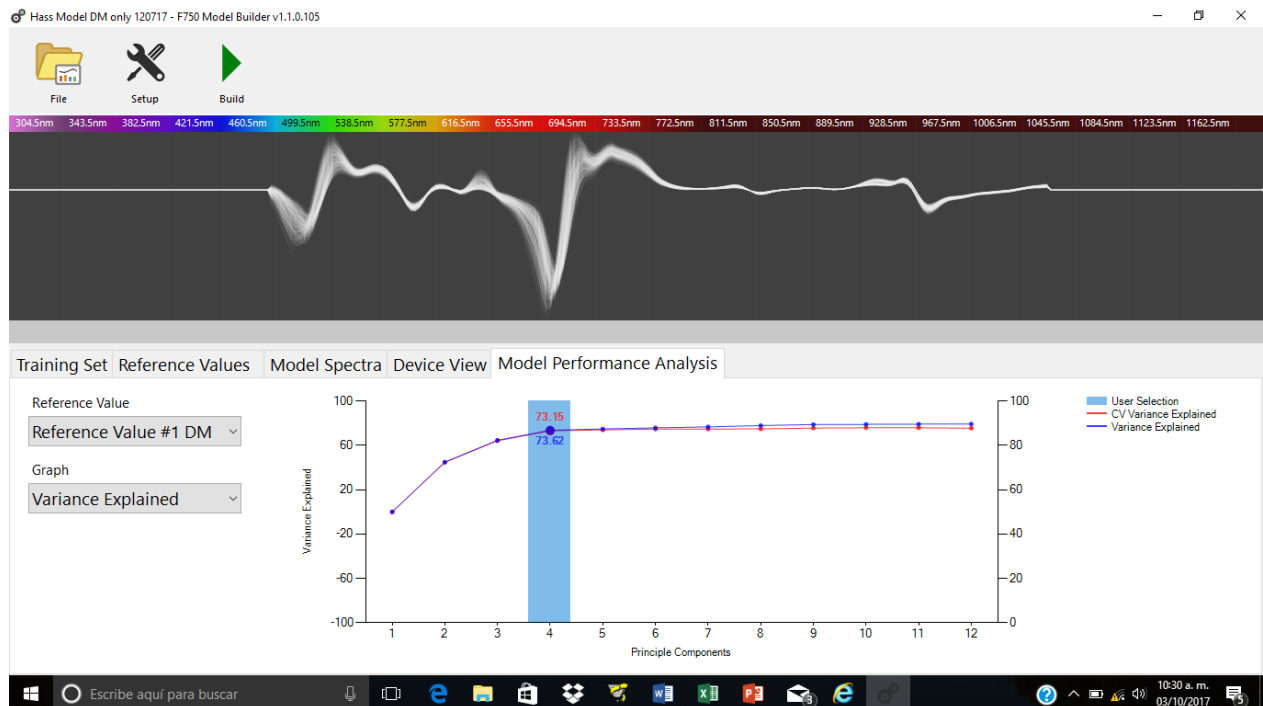 Hass Model DM only 120717 - F750 Model Builder v1.1.0.105
File Setup Build
304.5nm 343.5nm 382.5nm 421.5nm 460.5nm 499.5nm 538.5nm 577.5nm 616.5nm 655.5nm 694.5nm 733.5nm 772.5nm 811.5nm 850.5nm 889.5nm 928.5nm 967.5nm 1006.5nm 1045.5nm 1084.5nm 1123.5nm 1162.5nm
Training Set Reference Values Model Spectra Device View Model Performance Analysis
Reference Value
Reference Value #1 DM
Graph
Variance Explained
Variance Explained
100
60
20
-20
-60
-100
73.15
73.62
100
80
60
40
20
0
1 2 3 4 5 6 7 8 9 10 11 12
Principle Components
User Selection
CV Variance Explained
Variance Explained
Escribe aquí para buscar
3
10:30 a. m.
03/10/2017
5